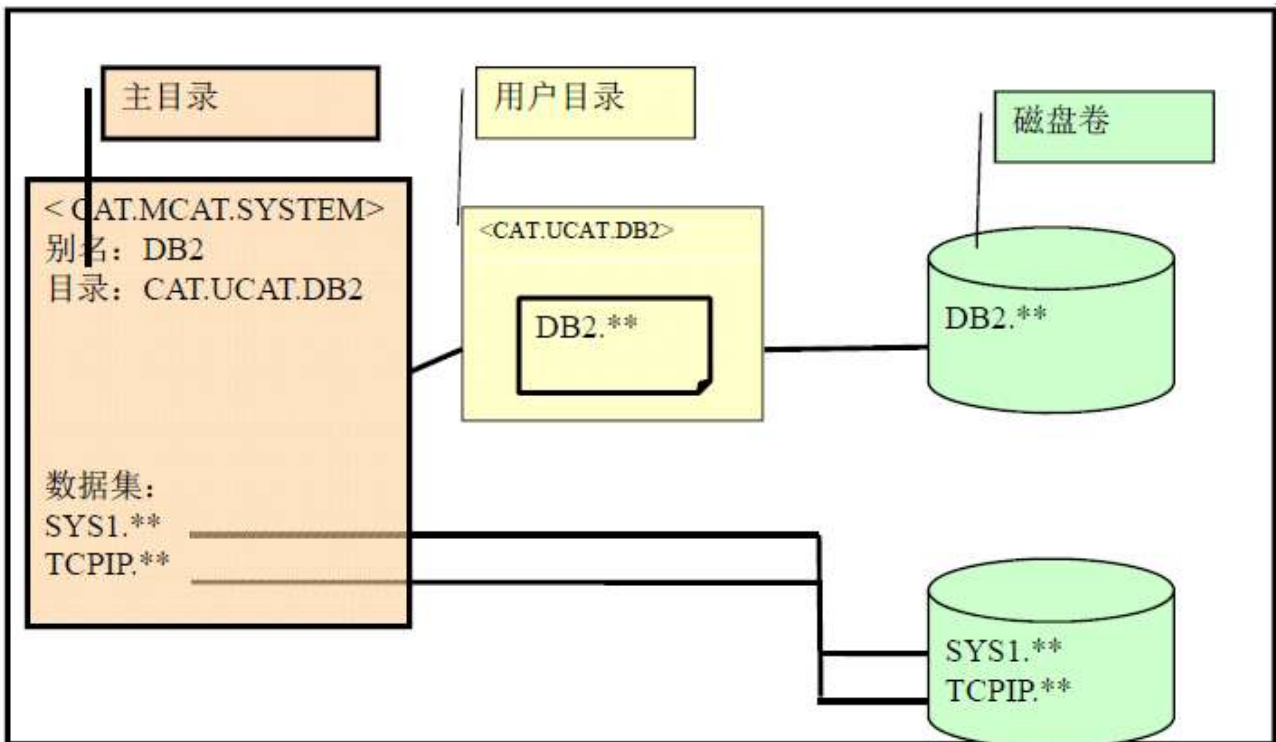 主目录
用户目录
磁盘卷
< CAT.MCAT.SYSTEM>
别名：DB2
目录：CAT.UCAT.DB2
数据集：
SYS1.**
TCPIP.**
<CAT.UCAT.DB2>
DB2.**
DB2.**
SYS1.**
TCPIP.**